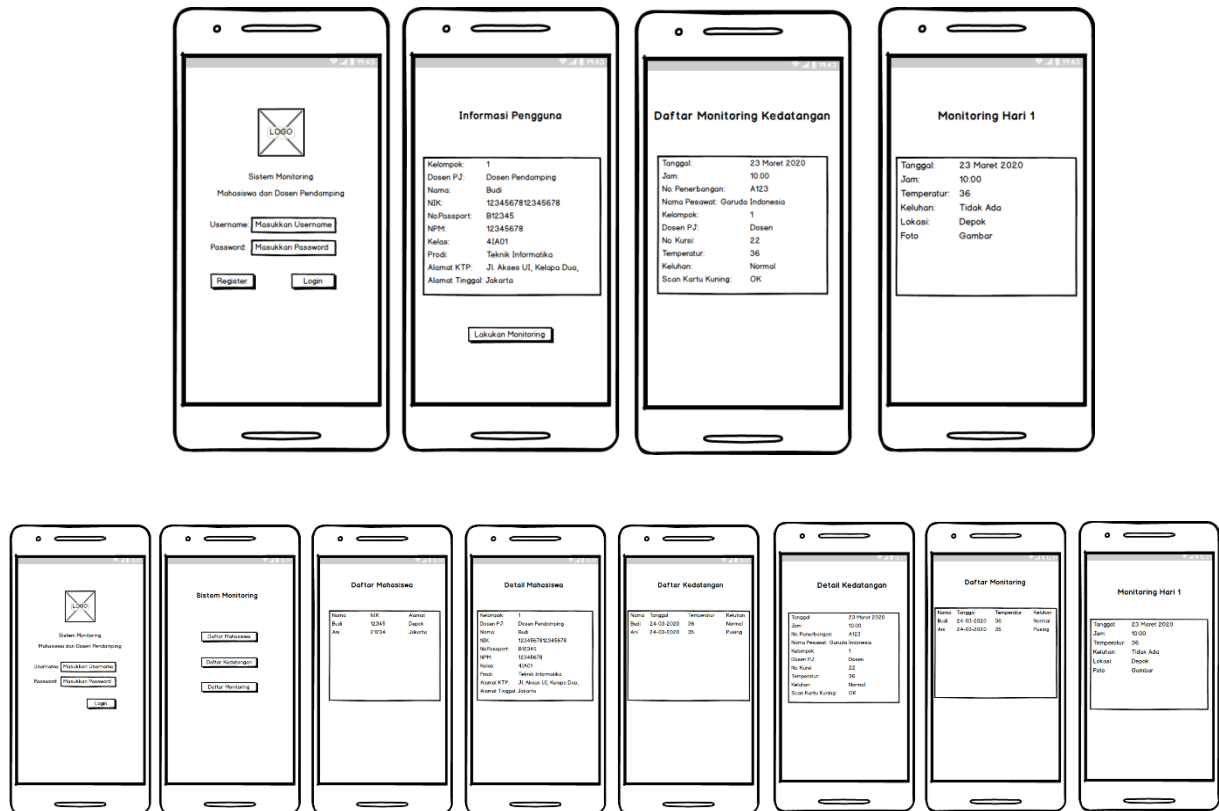 19:43
LOGO
Sistem Monitoring
Mahasiswa dan Dosen Pendamping
Username: Masukkan Username
Password: Masukkan Password
Register Login
19:43
Informasi Pengguna
Kelompok: 1
Dosen PJ: Dosen Pendamping
Nama: Budi
NIK: 1234567812345678
No.Passport: B12345
NPM: 12345678
Kelas: 4IA01
Prodi: Teknik Informatika
Alamat KTP: Jl. Akses UI, Kelapa Dua,
Alamat Tinggal: Jakarta
Lakukan Monitoring
19:43
Daftar Monitoring Kedatangan
Tanggal: 23 Maret 2020
Jam: 10.00
No. Penerbangan: A123
Nama Pesawat: Garuda Indonesia
Kelompok: 1
Dosen PJ: Dosen
No. Kursi: 22
Temperatur: 36
Keluhan: Normal
Scan Kartu Kuning: OK
19:43
Monitoring Hari 1
Tanggal: 23 Maret 2020
Jam: 10:00
Temperatur: 36
Keluhan: Tidak Ada
Lokasi: Depok
Foto Gambar
LOGO
Sistem Monitoring
Mahasiswa dan Dosen Pendamping
Username: Masukkan Username
Password: Masukkan Password
Login
Sistem Monitoring
Daftar Mahasiswa
Daftar Kedatangan
Daftar Monitoring
Daftar Mahasiswa
Nama NIK Alamat
Budi 12345 Depok
Ani 21234 Jakarta
Detail Mahasiswa
Kelompok: 1
Dosen PJ: Dosen Pendamping
Nama: Budi
NIK: 1234567812345678
No.Passport: B12345
NPM: 12345678
Kelas: 4IA01
Prodi: Teknik Informatika
Alamat KTP: Jl. Akses UI, Kelapa Dua,
Alamat Tinggal: Jakarta
Daftar Kedatangan
Nama Tanggal Temperatur Keluhan
Budi 24-03-2020 36 Normal
Ani 24-03-2020 35 Pusing
Detail Kedatangan
Tanggal: 23 Maret 2020
Jam: 10.00
No. Penerbangan: A123
Nama Pesawat: Garuda Indonesia
Kelompok: 1
Dosen PJ: Dosen
No. Kursi: 22
Temperatur: 36
Keluhan: Normal
Scan Kartu Kuning: OK
Daftar Monitoring
Nama Tanggal Temperatur Keluhan
Budi 24-03-2020 36 Normal
Ani 24-03-2020 35 Pusing
Monitoring Hari 1
Tanggal: 23 Maret 2020
Jam: 10:00
Temperatur: 36
Keluhan: Tidak Ada
Lokasi: Depok
Foto Gambar